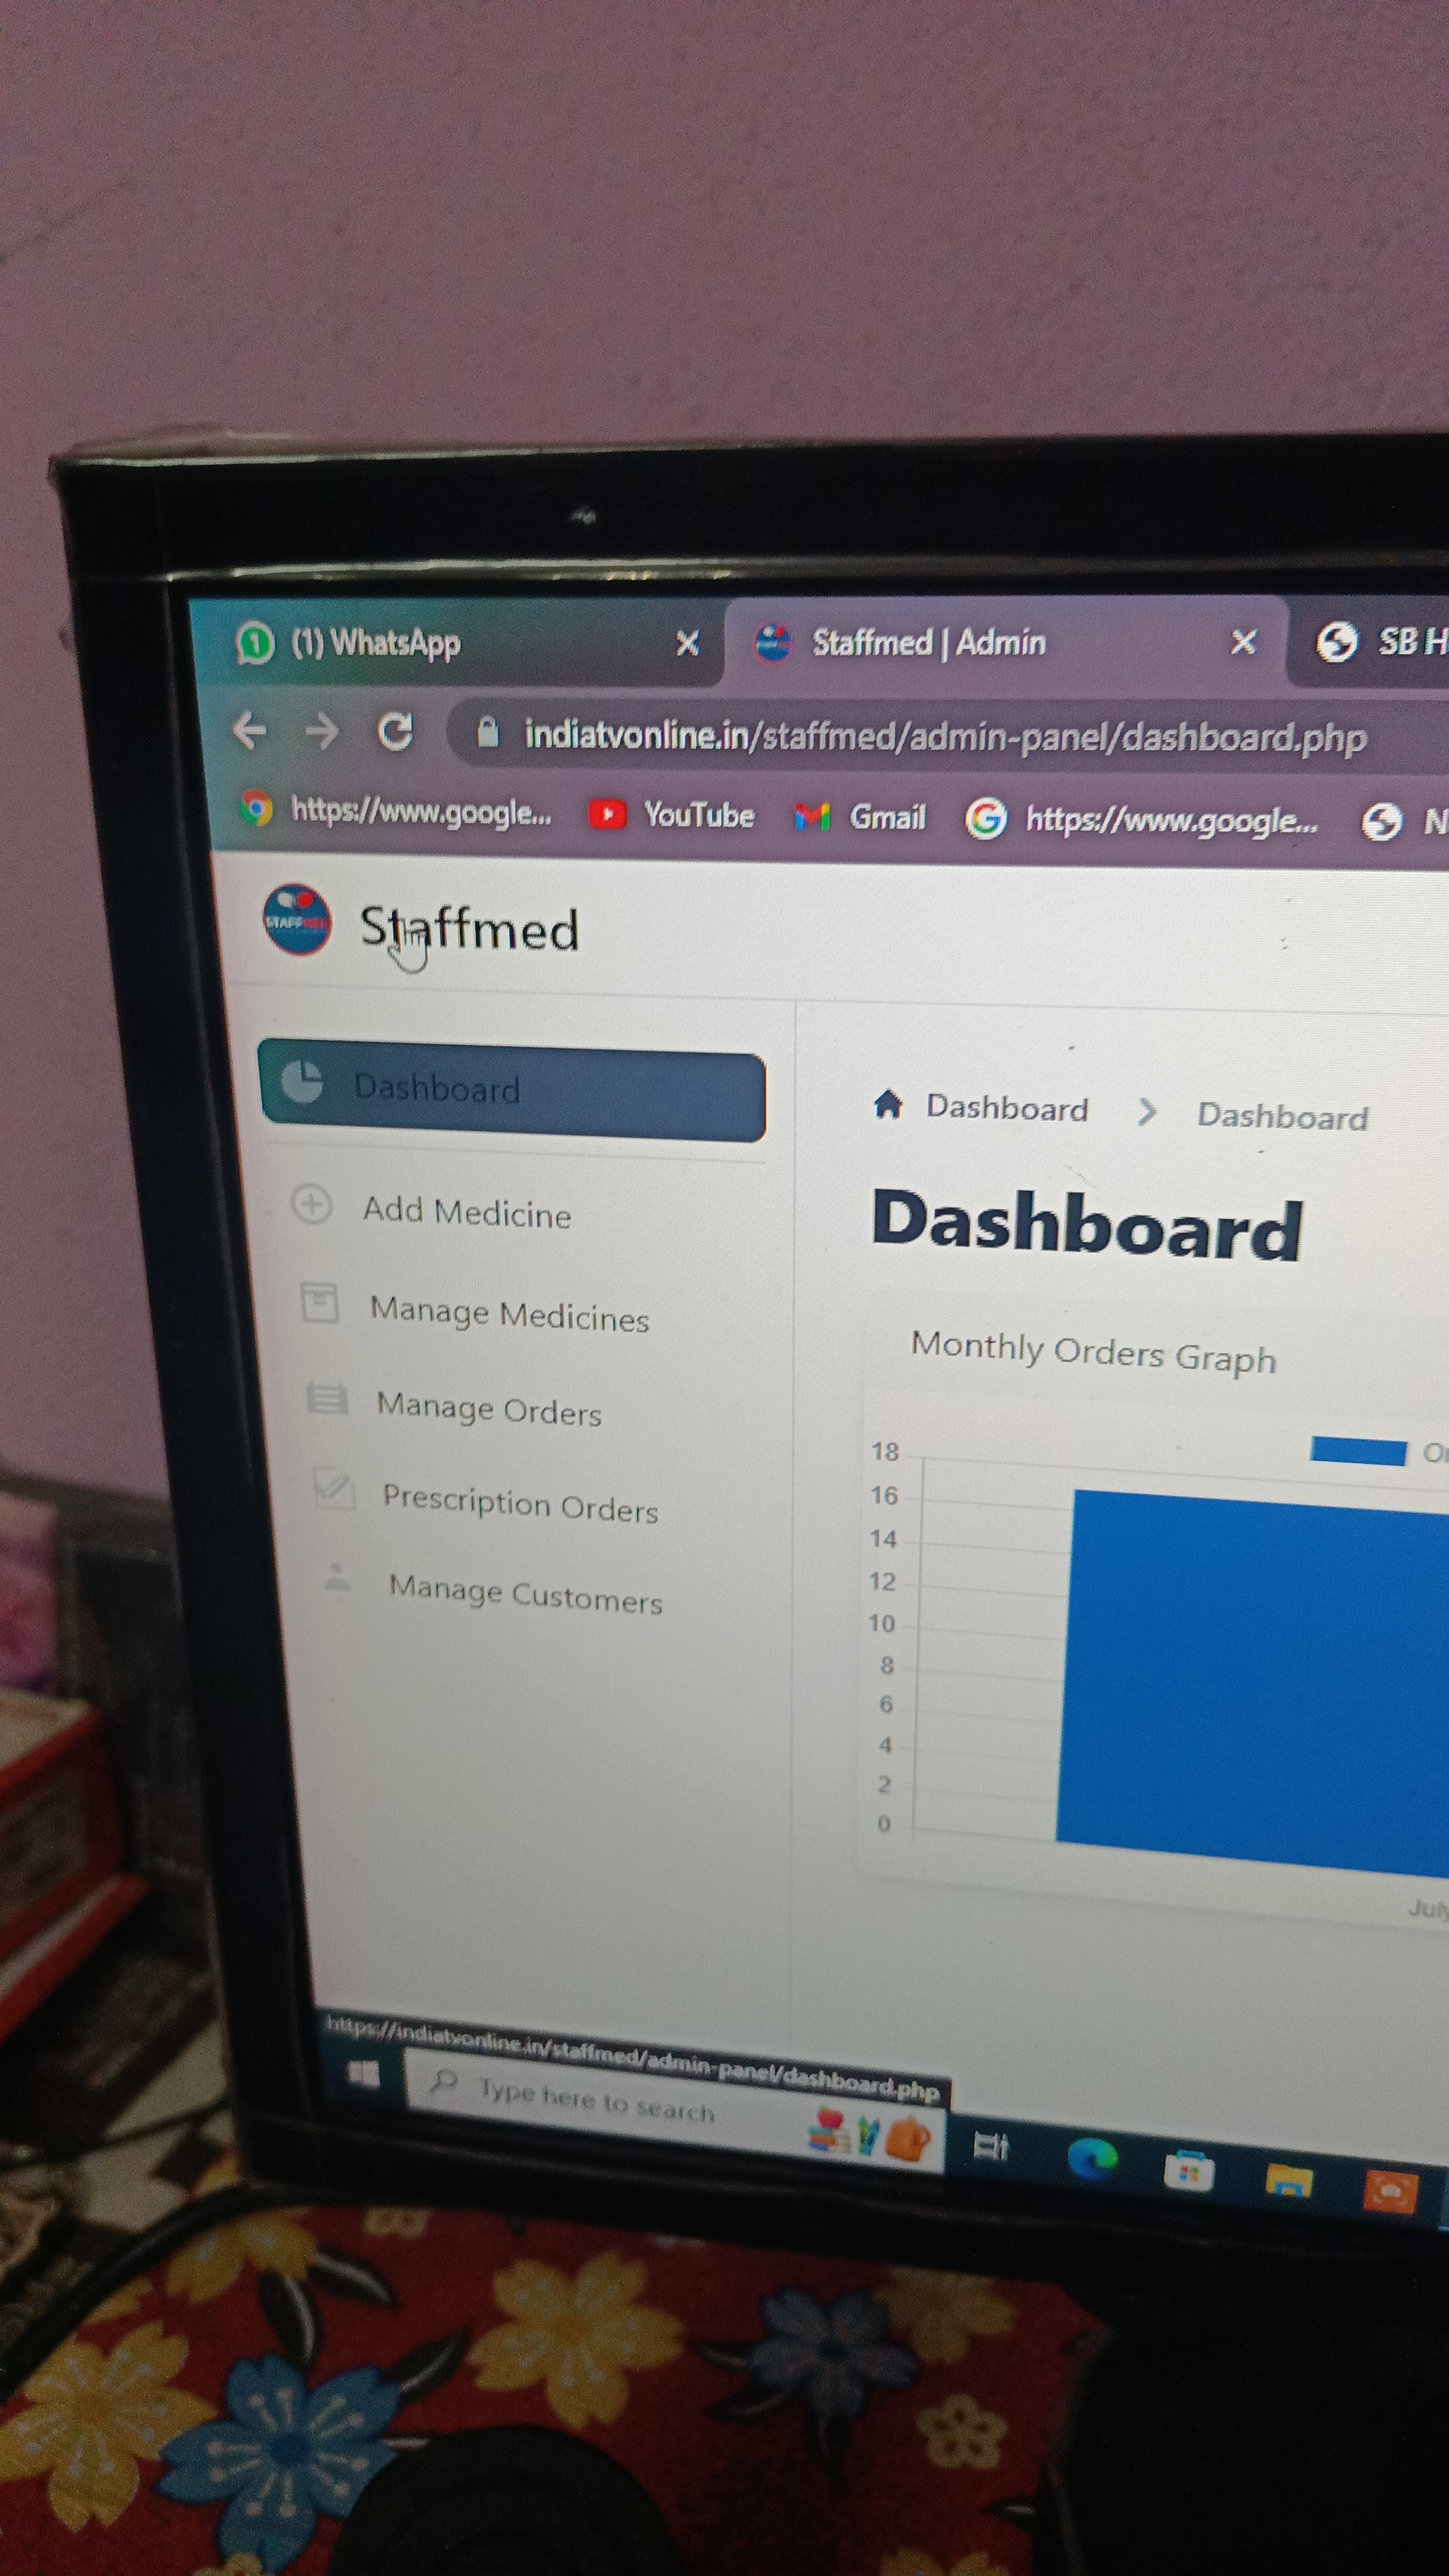 (1) WhatsApp
Staffmed | Admin
SB H
indiatvonline.in/staffmed/admin-panel/dashboard.php
https://www.google...
YouTube
Gmail
https://www.google...
N
STAFFMED
Staffmed
Dashboard
Add Medicine
Manage Medicines
Manage Orders
Prescription Orders
Manage Customers
Dashboard
Dashboard
Dashboard
Monthly Orders Graph
Or
18
16
14
12
10
8
6
4
2
0
July
https://indiatvonline.in/staffmed/admin-panel/dashboard.php
Type here to search